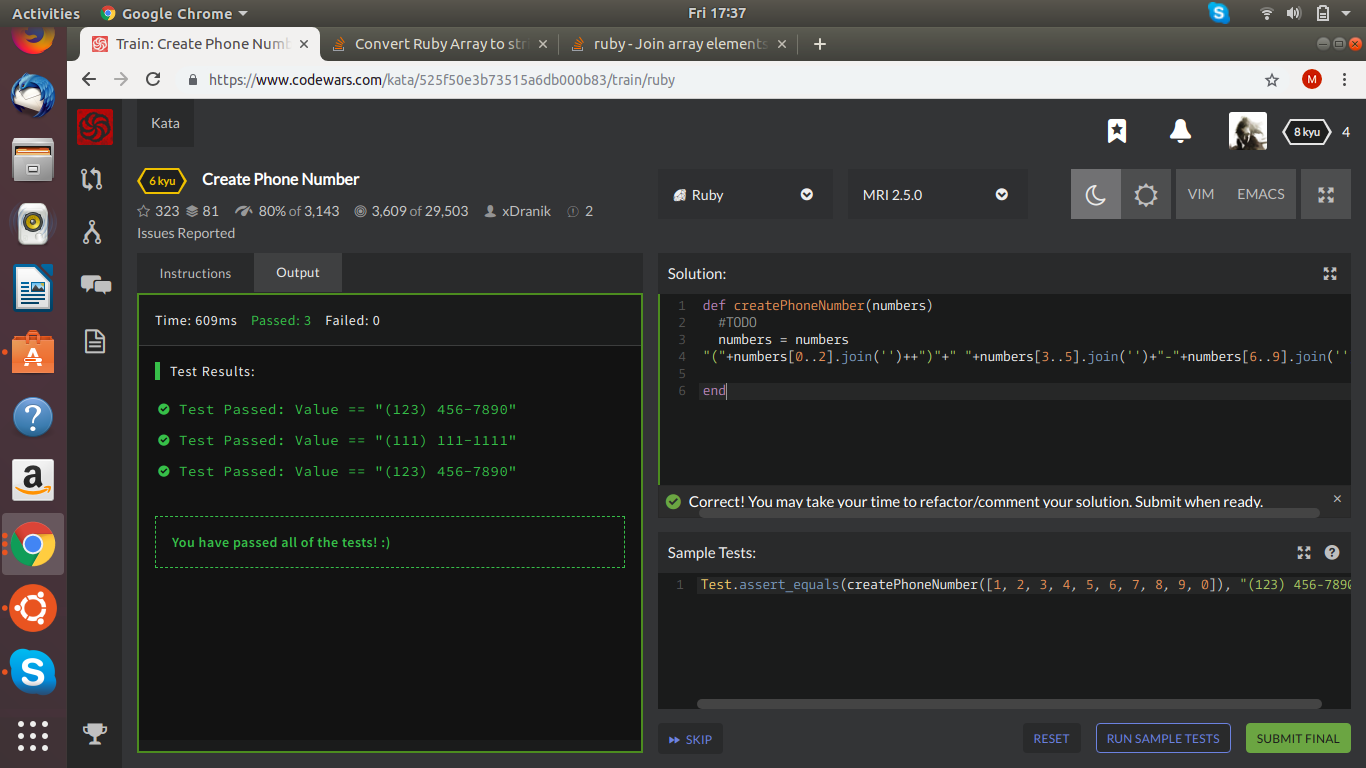 Activities Google Chrome Fri 17:37
Train: Create Phone Numb Convert Ruby Array to stri ruby - Join array elements
https://www.codewars.com/kata/525f50e3b73515a6db000b83/train/ruby M
Kata
8 kyu 4
6 kyu Create Phone Number
Ruby MRI 2.5.0 VIM EMACS
323 81 80% of 3,143 3,609 of 29,503 xDranik 2
Issues Reported
Instructions Output
Time: 609ms Passed: 3 Failed: 0
Test Results:
Test Passed: Value == "(123) 456-7890"
Test Passed: Value == "(111) 111-1111"
Test Passed: Value == "(123) 456-7890"
You have passed all of the tests! :)
Solution:
1 def createPhoneNumber(numbers)
2 #TODO
3 numbers = numbers
4 "("+numbers[0..2].join('')++")"+" "+numbers[3..5].join('')+"-"+numbers[6..9].join(''
5
6 end
Correct! You may take your time to refactor/comment your solution. Submit when ready.
Sample Tests:
1 Test.assert_equals(createPhoneNumber([1, 2, 3, 4, 5, 6, 7, 8, 9, 0]), "(123) 456-7890
SKIP RESET RUN SAMPLE TESTS SUBMIT FINAL